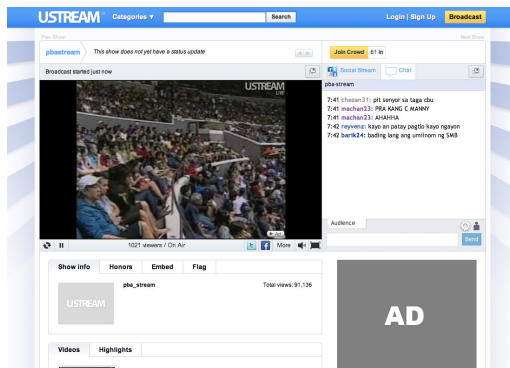 USTREAM
Categories ▼
Search
Login | Sign Up
Broadcast
Prev Show
Next Show
pbastream
This show does not yet have a status update
Join Crowd
61 in
Broadcast started just now
Social Stream
Chat
pba-stream
USTREAM
LIVE
7:41 chesan31: pit senyor sa taga cbu
7:41 machan23: PRA KANG C MANNY
7:41 machan23: AHAHHA
7:42 reyvens: kayo an patay pagtlo kayo ngayon
7:42 barik24: bading lang ang umiinom ng SMB
Ad
Audience
1021 viewers / On Air
More
Send
Show info
Honors
Embed
Flag
USTREAM
pba_stream
Total views: 91,136
AD
Videos
Highlights